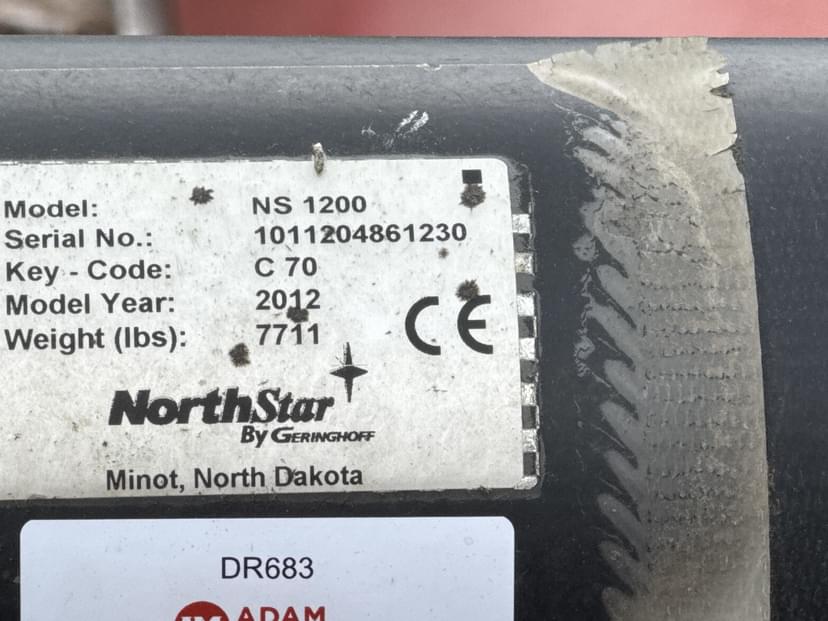 Model: NS 1200
Serial No.: 1011204861230
Key - Code: C 70
Model Year: 2012
Weight (lbs): 7711
CE
NorthStar
By GERINGHOFF
Minot, North Dakota
DR683
ADAM